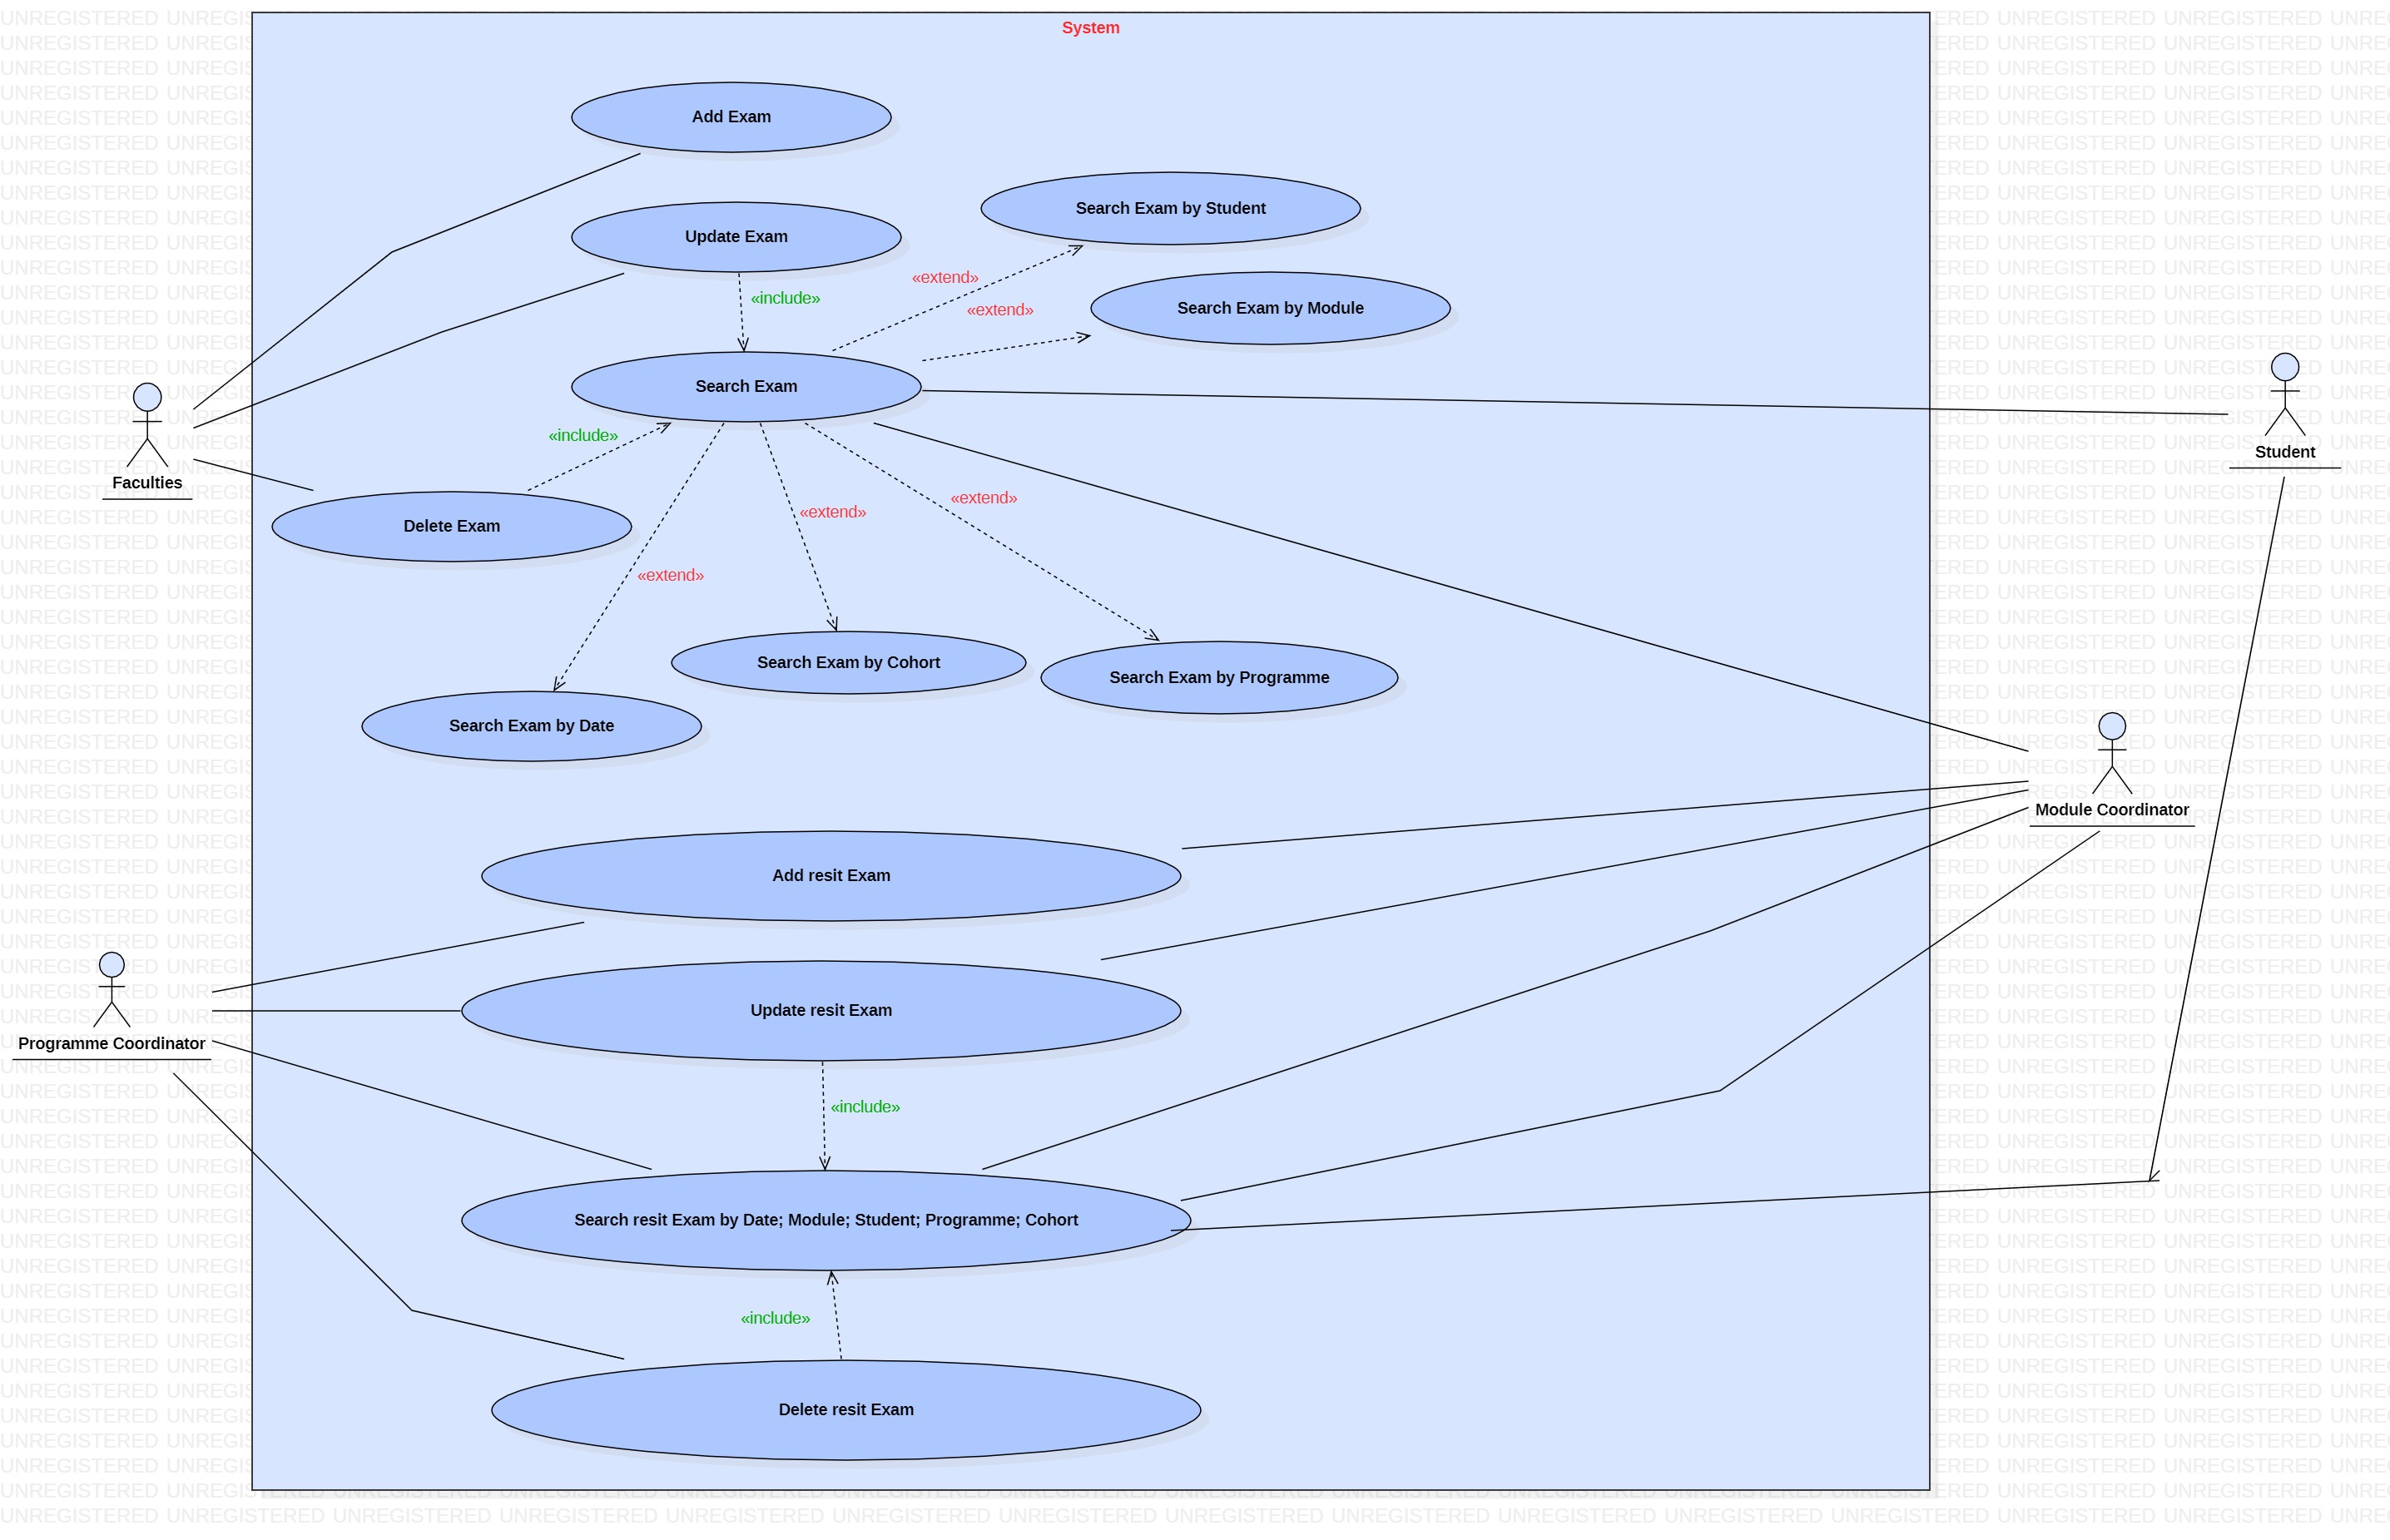 System
Add Exam
Search Exam by Student
Update Exam
«extend»
«include»
Search Exam by Module
«extend»
Search Exam
«include»
Student
Faculties
«extend»
«extend»
Delete Exam
«extend»
Search Exam by Cohort
Search Exam by Programme
Search Exam by Date
Module Coordinator
Add resit Exam
Update resit Exam
Programme Coordinator
«include»
Search resit Exam by Date; Module; Student; Programme; Cohort
«include»
Delete resit Exam
UNREGISTERED